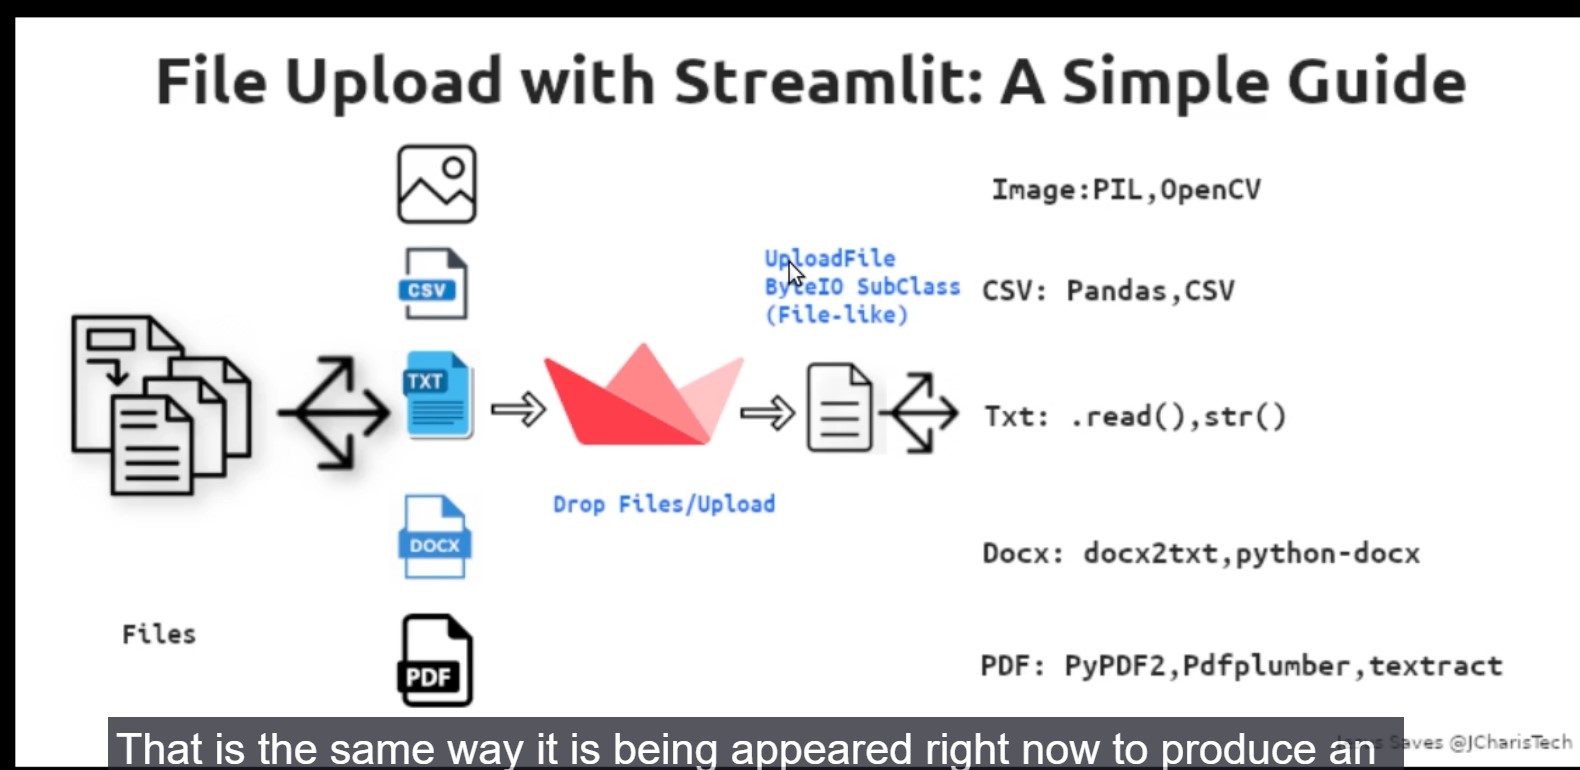 File Upload with Streamlit: A Simple Guide
Image:PIL,OpenCV
UploadFile
ByteIO SubClass
(File-like)
CSV
CSV: Pandas,CSV
TXT
Txt: .read(),str()
Drop Files/Upload
DOCX
Docx: docx2txt,python-docx
Files
PDF
PDF: PyPDF2,Pdfplumber,textract
That is the same way it is being appeared right now to produce an
Saves @JCharisTech